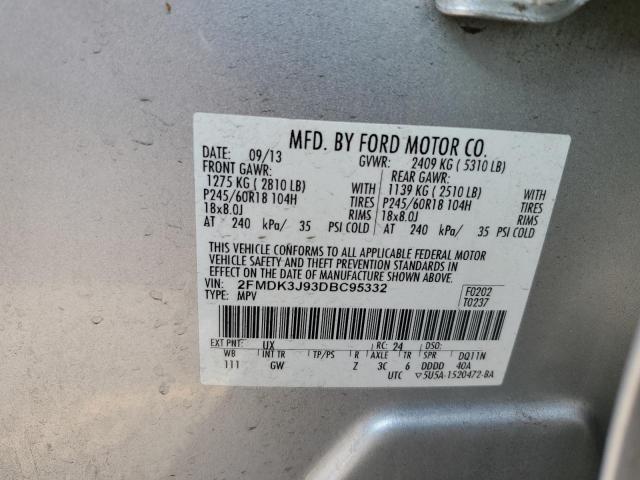 MFD. BY FORD MOTOR CO.
DATE: 09/13 GVWR: 2409 KG ( 5310 LB)
FRONT GAWR: REAR GAWR:
1275 KG ( 2810 LB) 1139 KG ( 2510 LB)
P245/60R18 104H TIRES P245/60R18 104H TIRES
18x8.0J RIMS 18x8.0J RIMS
AT 240 kPa/ 35 PSI COLD AT 240 kPa/ 35 PSI COLD
THIS VEHICLE CONFORMS TO ALL APPLICABLE FEDERAL MOTOR
VEHICLE SAFETY AND THEFT PREVENTION STANDARDS IN
EFFECT ON THE DATE OF MANUFACTURE SHOWN ABOVE.
VIN: 2FMDK3J93DBC95332 F0202
TYPE: MPV T0237
EXT PNT: UX RC: 24 DSO:
WB INT TR TP/PS R AXLE TR SPR DQ11N
111 GW Z 3C 6 DDDD 40A
UTC ▽5U5A-1520472-BA